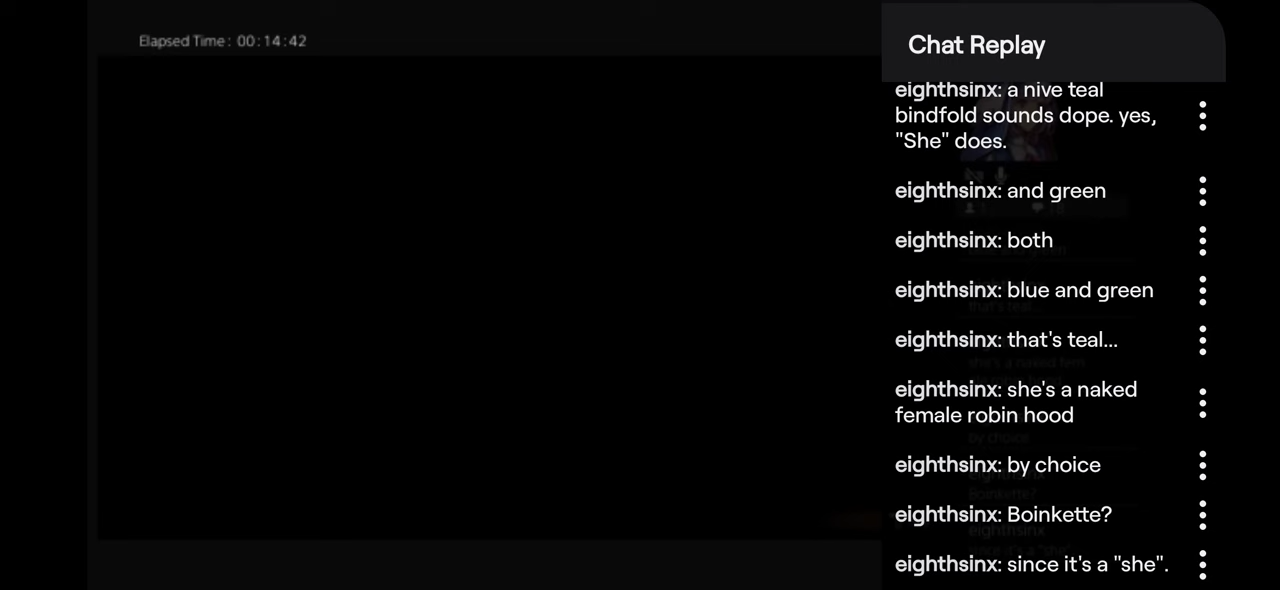 Elapsed Time: 00:14:42
Chat Replay
eighthsinx: a nive teal
bindfold sounds dope. yes,
"She" does.
eighthsinx: and green
eighthsinx: both
eighthsinx: blue and green
eighthsinx: that's teal...
eighthsinx: she's a naked
female robin hood
eighthsinx: by choice
eighthsinx: Boinkette?
eighthsinx: since it's a "she".